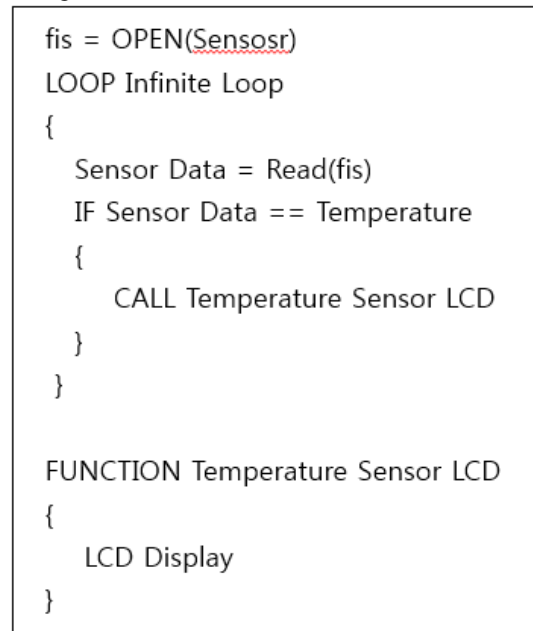 fis = OPEN(Sensosr)
LOOP Infinite Loop
{
Sensor Data = Read(fis)
IF Sensor Data == Temperature
{
CALL Temperature Sensor LCD
}
}
FUNCTION Temperature Sensor LCD
{
LCD Display
}